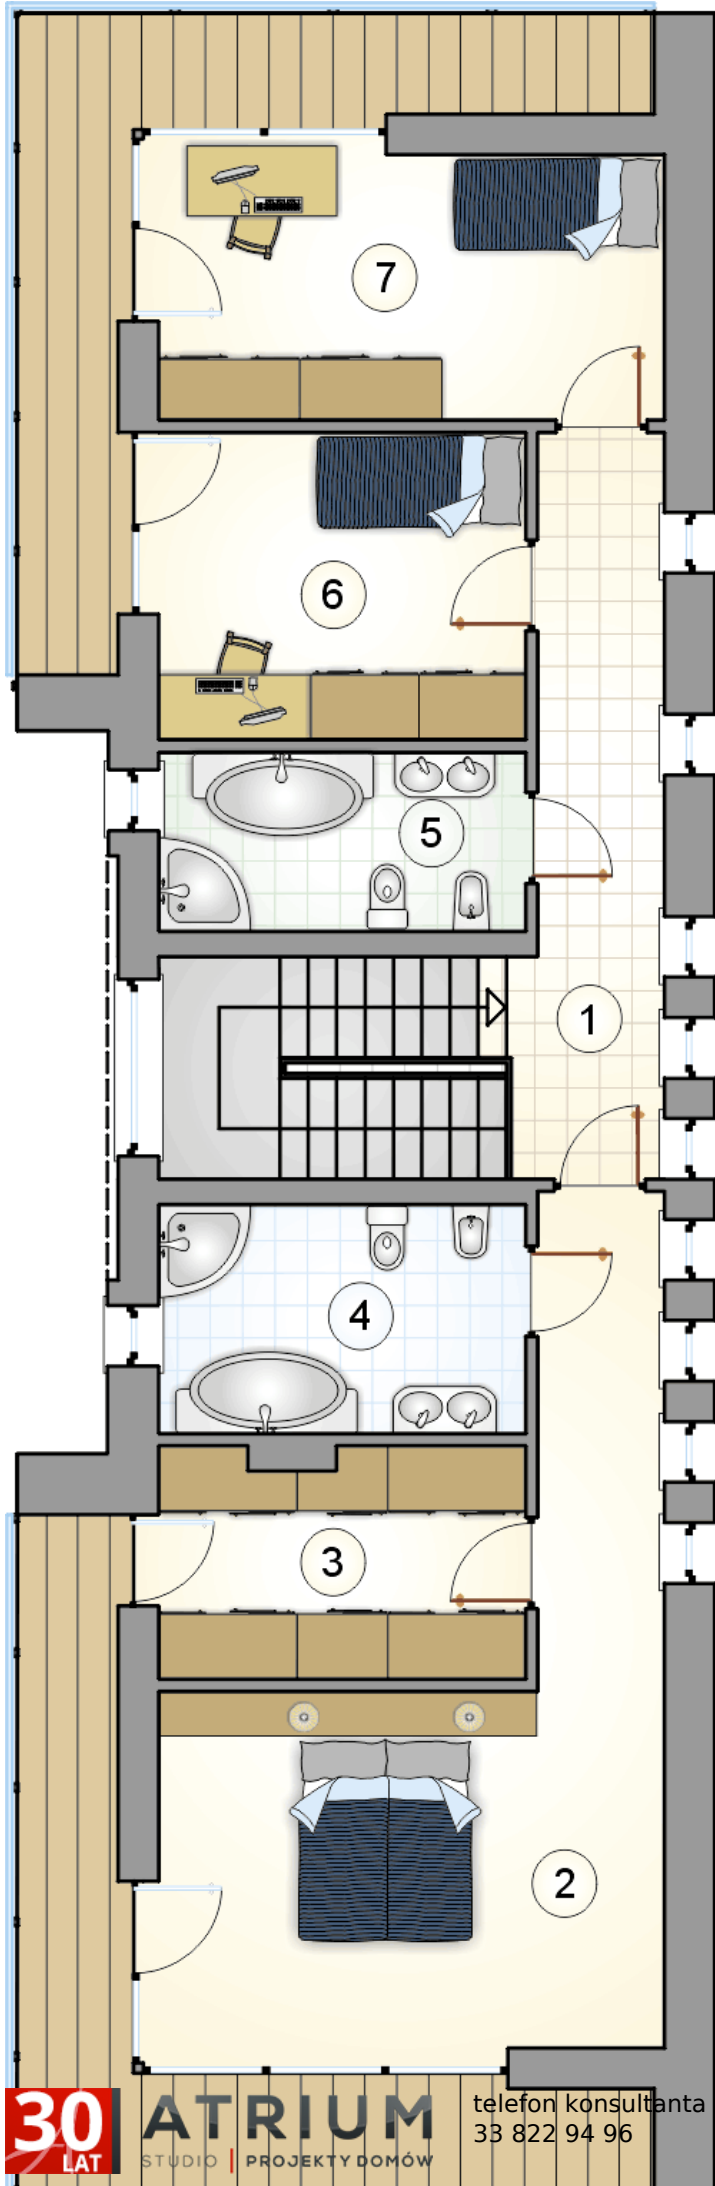 7
6
5
1
4
3
2
30
LAT
ATRIUM
STUDIO | PROJEKTY DOMÓW
telefon konsultanta
33 822 94 96